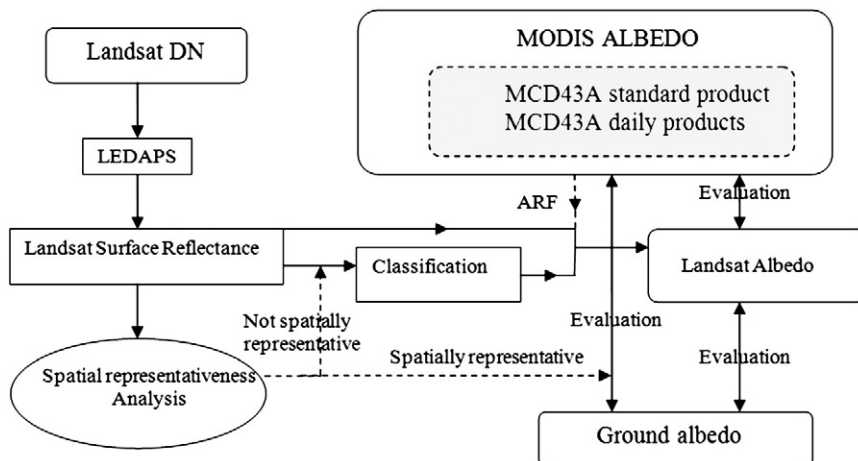 Landsat DN
MODIS ALBEDO
MCD43A standard product
MCD43A daily products
LEDAPS
ARF
Evaluation
Landsat Surface Reflectance
Classification
Landsat Albedo
Not spatially
representative
Evaluation
Spatially representative
Evaluation
Spatial representativeness
Analysis
Ground albedo